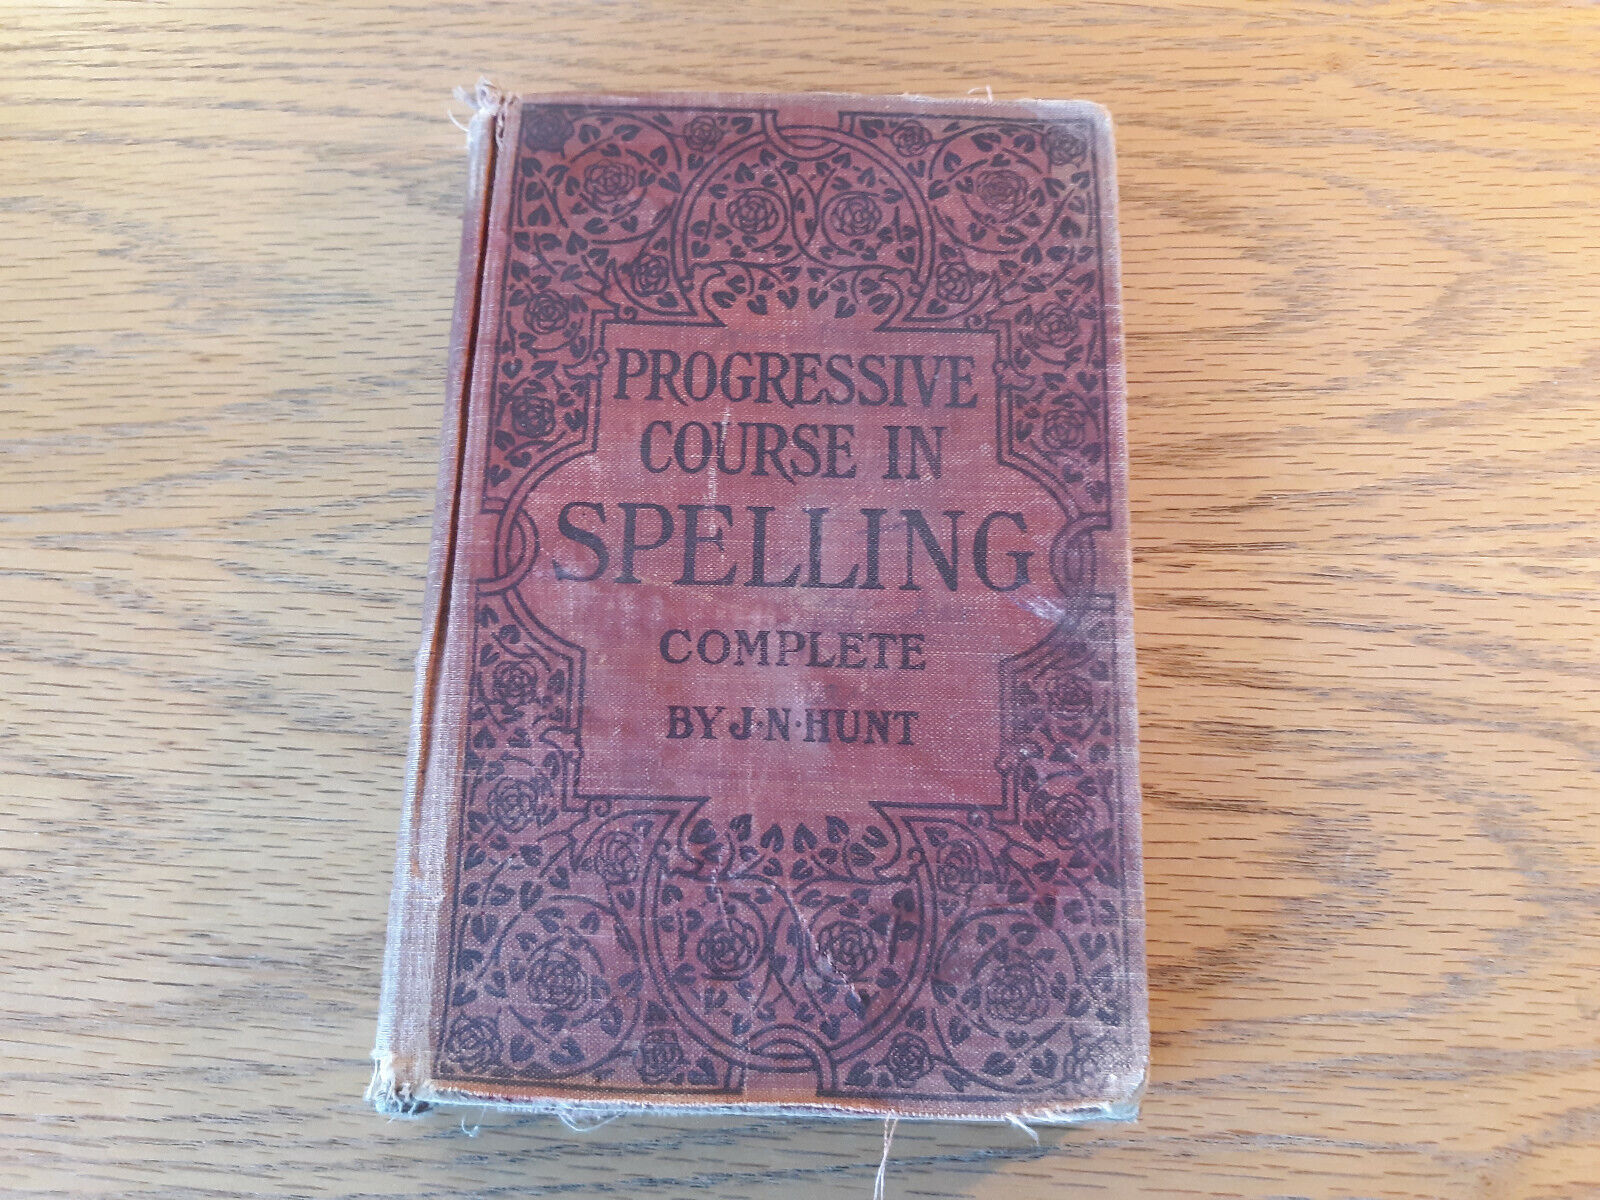 PROGRESSIVE
COURSE IN
SPELLING
COMPLETE
BY J·N·HUNT